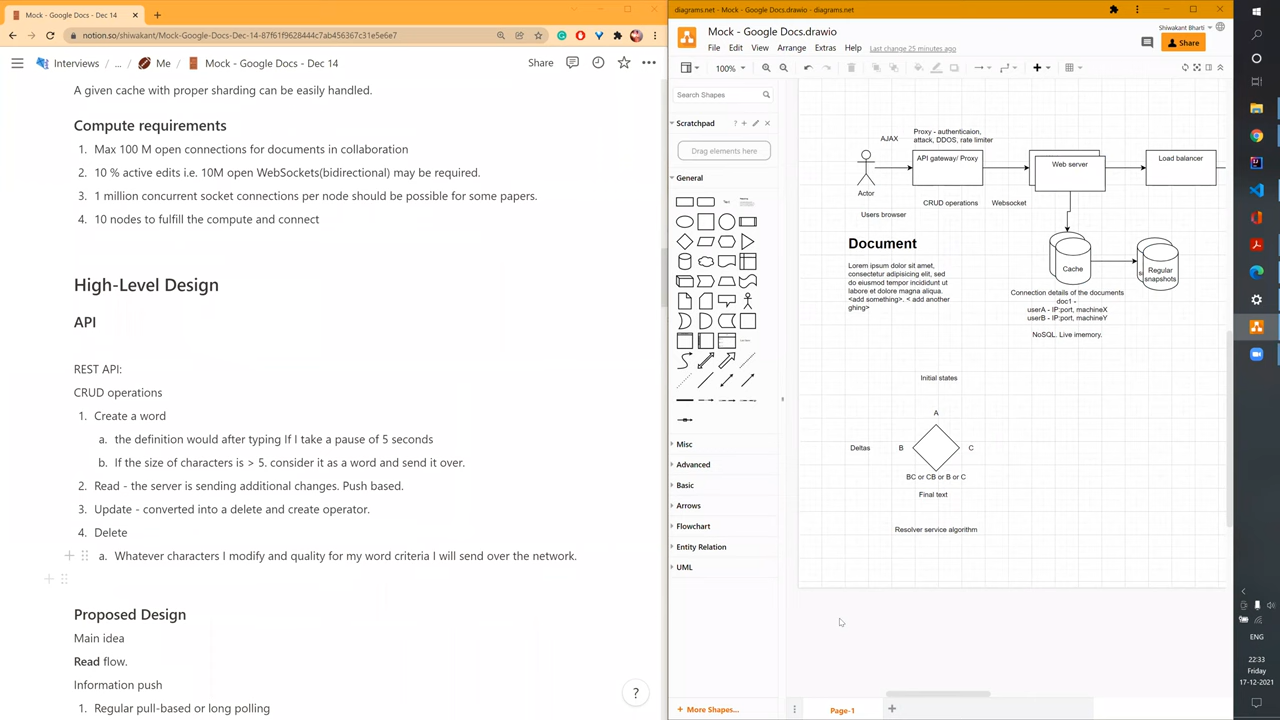 Mock - Google Docs - Dec 14
notion.so/shiwakant/Mock-Google-Docs-Dec-14-87f61f9628344a7ab456367c31e5e6e7
Interviews / ... / Me / Mock - Google Docs - Dec 14
Share
A given cache with proper sharding can be easily handled.
Compute requirements
1. Max 100 M open documents. Documents in collaboration
2. 10 % active edits i.e. 10M open WebSockets(bidirectional) may be required.
3. 1 million concurrent socket connections per node should be possible for some papers.
4. 10 nodes to fulfill the compute and connect
High-Level Design
API
REST API:
CRUD operations
1. Create a word
a. the definition would after typing If I take a pause of 5 seconds
b. If the size of characters is > 5. consider it as a word and send it over.
2. Read - the server is sending additional changes. Push based.
3. Update - converted into a delete and create operator.
4. Delete
a. Whatever characters I modify and quality for my word criteria I will send over the network.
Proposed Design
Main idea
Read flow.
Information push
1. Regular pull-based or long polling
?
diagrams.net - Mock - Google Docs.drawio - diagrams.net
Mock - Google Docs.drawio
Shiwakant Bharti
File Edit View Arrange Extras Help Last change 25 minutes ago
Share
100%
Search Shapes
Scratchpad
Drag elements here
General
Misc
Advanced
Basic
Arrows
Flowchart
Entity Relation
UML
+ More Shapes...
AJAX
Proxy - authenticaion,
attack, DDOS, rate limiter
API gateway/ Proxy
Web server
Load balancer
Actor
Users browser
CRUD operations
Websocket
Document
Lorem ipsum dolor sit amet,
consectetur adipisicing elit, sed
do eiusmod tempor incididunt ut
labore et dolore magna aliqua.
<add something>. < add another
ghing>
Cache
Regular
snapshots
Connection details of the documents
doc1 -
userA - IP:port, machineX
userB - IP:port, machineY
NoSQL. Live imemory.
Initial states
A
Deltas
B
C
BC or CB or B or C
Final text
Resolver service algorithm
Page-1
ENG
22:33
Friday
17-12-2021